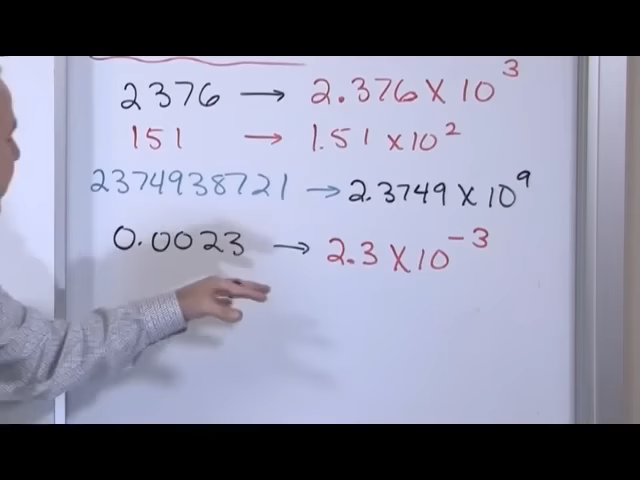 2376 → 2.376 X 10³
151 → 1.51 x 10²
2374938721 → 2.3749 x 10⁹
0.0023 → 2.3 X 10⁻³